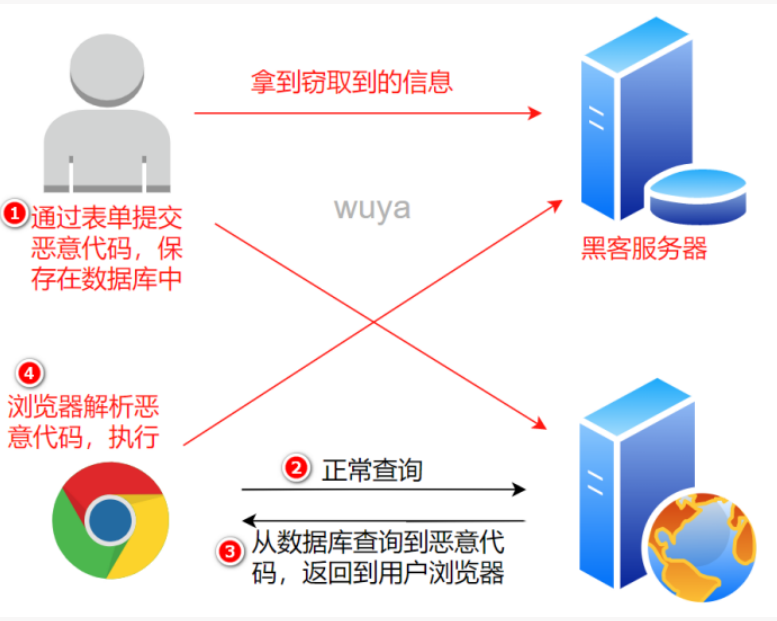 拿到窃取到的信息
wuya
1
通过表单提交
恶意代码，保
存在数据库中
黑客服务器
4
浏览器解析恶
意代码，执行
2 正常查询
3 从数据库查询到恶意代
码，返回到用户浏览器